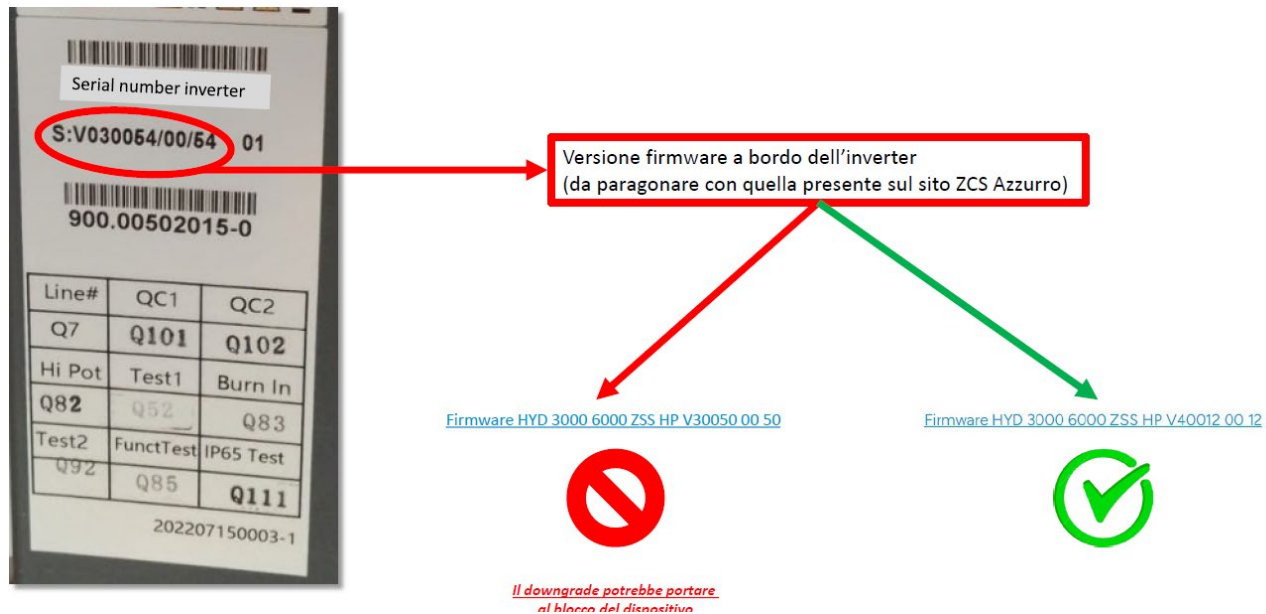 Serial number inverter
S:V030054/00/54 01
900.00502015-0
Line# QC1 QC2
Q7 Q101 Q102
Hi Pot Test1 Burn In
Q82 Q52 Q83
Test2 FunctTest IP65 Test
Q92 Q85 Q111
202207150003-1
Versione firmware a bordo dell'inverter
(da paragonare con quella presente sul sito ZCS Azzurro)
Firmware HYD 3000 6000 ZSS HP V30050 00 50
Firmware HYD 3000 6000 ZSS HP V40012 00 12
Il downgrade potrebbe portare
al blocco del dispositivo